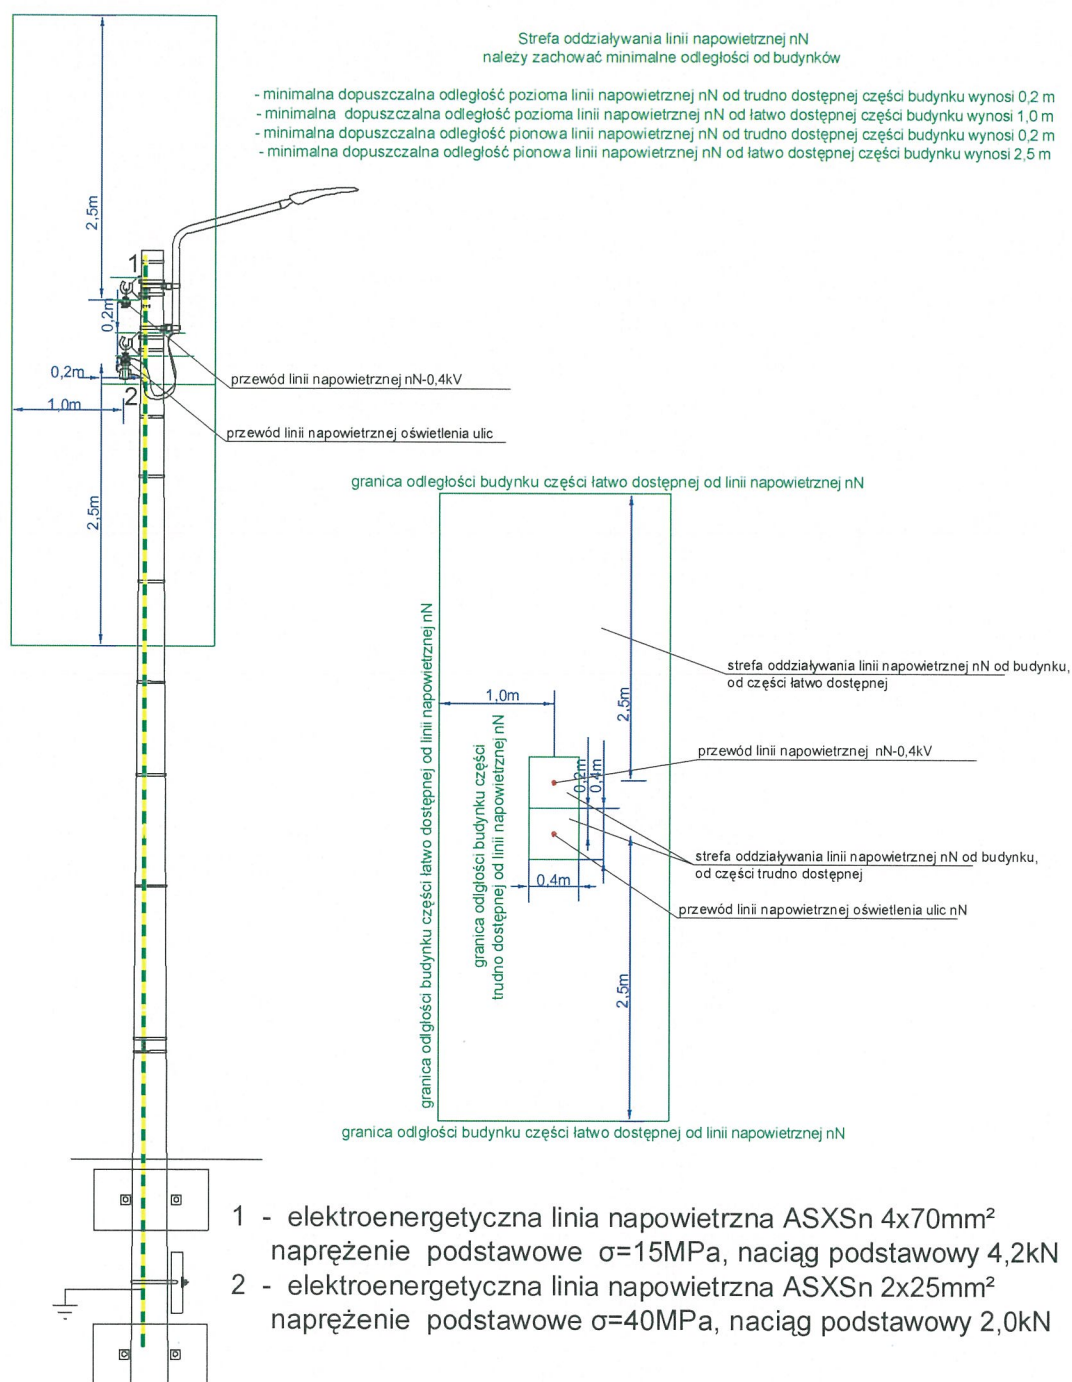 Strefa oddziaływania linii napowietrznej nN
należy zachować minimalne odległości od budynków
- minimalna dopuszczalna odległość pozioma linii napowietrznej nN od trudno dostępnej części budynku wynosi 0,2 m
- minimalna dopuszczalna odległość pozioma linii napowietrznej nN od łatwo dostępnej części budynku wynosi 1,0 m
- minimalna dopuszczalna odległość pionowa linii napowietrznej nN od trudno dostępnej części budynku wynosi 0,2 m
- minimalna dopuszczalna odległość pionowa linii napowietrznej nN od łatwo dostępnej części budynku wynosi 2,5 m
2,5m
1
0,2m
0,2m
2
1,0m
2,5m
przewód linii napowietrznej nN-0,4kV
przewód linii napowietrznej oświetlenia ulic
granica odległości budynku części łatwo dostępnej od linii napowietrznej nN
granica odlgłości budynku części łatwo dostępnej od linii napowietrznej nN
granica odlgłości budynku części
trudno dostępnej od linii napowietrznej nN
1,0m
2,5m
0,2m
0,4m
0,4m
2,5m
strefa oddziaływania linii napowietrznej nN od budynku,
od części łatwo dostępnej
przewód linii napowietrznej nN-0,4kV
strefa oddziaływania linii napowietrznej nN od budynku,
od części trudno dostępnej
przewód linii napowietrznej oświetlenia ulic nN
granica odlgłości budynku części łatwo dostępnej od linii napowietrznej nN
1 - elektroenergetyczna linia napowietrzna ASXSn 4x70mm²
naprężenie podstawowe σ=15MPa, naciąg podstawowy 4,2kN
2 - elektroenergetyczna linia napowietrzna ASXSn 2x25mm²
naprężenie podstawowe σ=40MPa, naciąg podstawowy 2,0kN